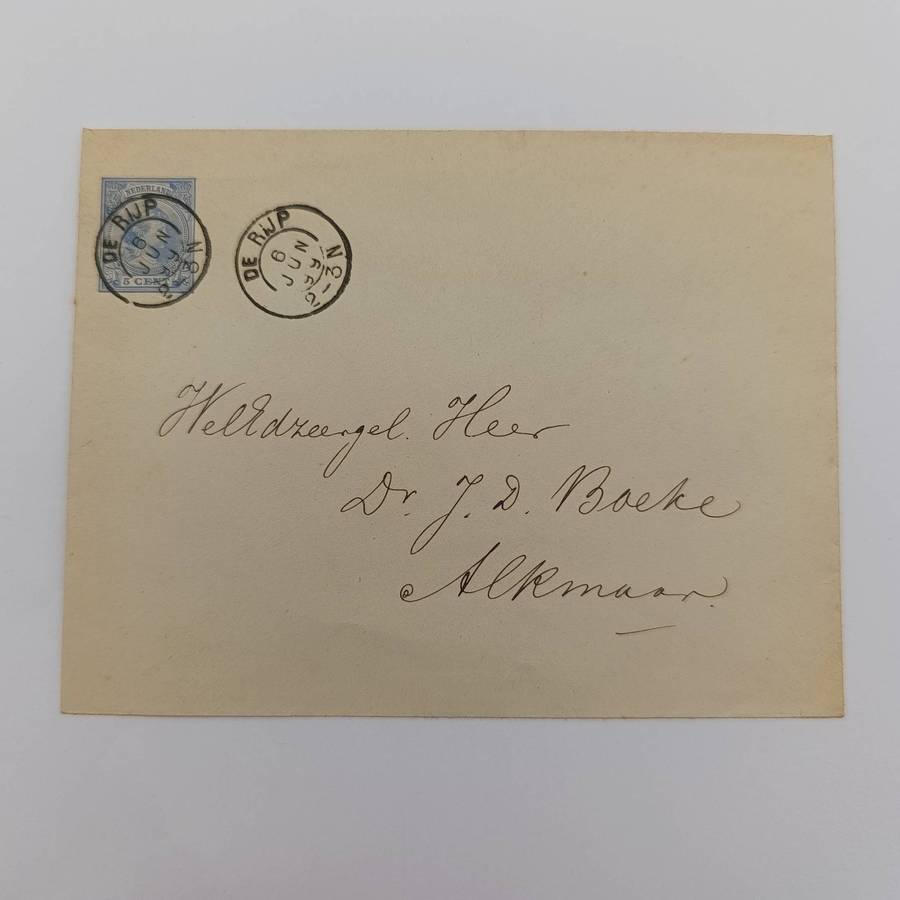 NEDERLAND
5 CENT
DE RIJP
6 JUN
DE RIJP
6 JUN
WelEdzeergel. Heer
Dr. J. D. Boeke
Alkmaar.